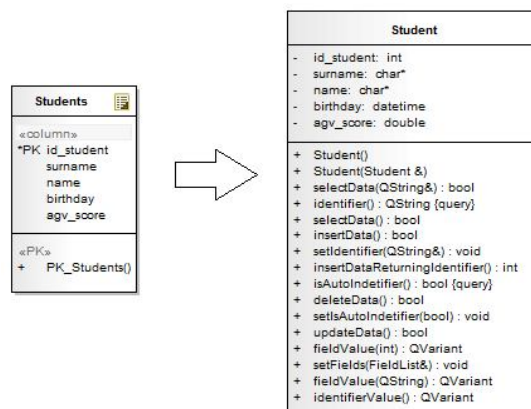 Students
«column»
*PK id_student
surname
name
birthday
agv_score
«PK»
+ PK_Students()
Student
- id_student: int
- surname: char*
- name: char*
- birthday: datetime
- agv_score: double
+ Student()
+ Student(Student &)
+ selectData(QString&) : bool
+ identifier() : QString {query}
+ selectData() : bool
+ insertData() : bool
+ setIdentifier(QString&) : void
+ insertDataReturningIdentifier() : int
+ isAutoIndetifier() : bool {query}
+ deleteData() : bool
+ setIsAutoIndetifier(bool) : void
+ updateData() : bool
+ fieldValue(int) : QVariant
+ setFields(FieldList&) : void
+ fieldValue(QString) : QVariant
+ identifierValue() : QVariant